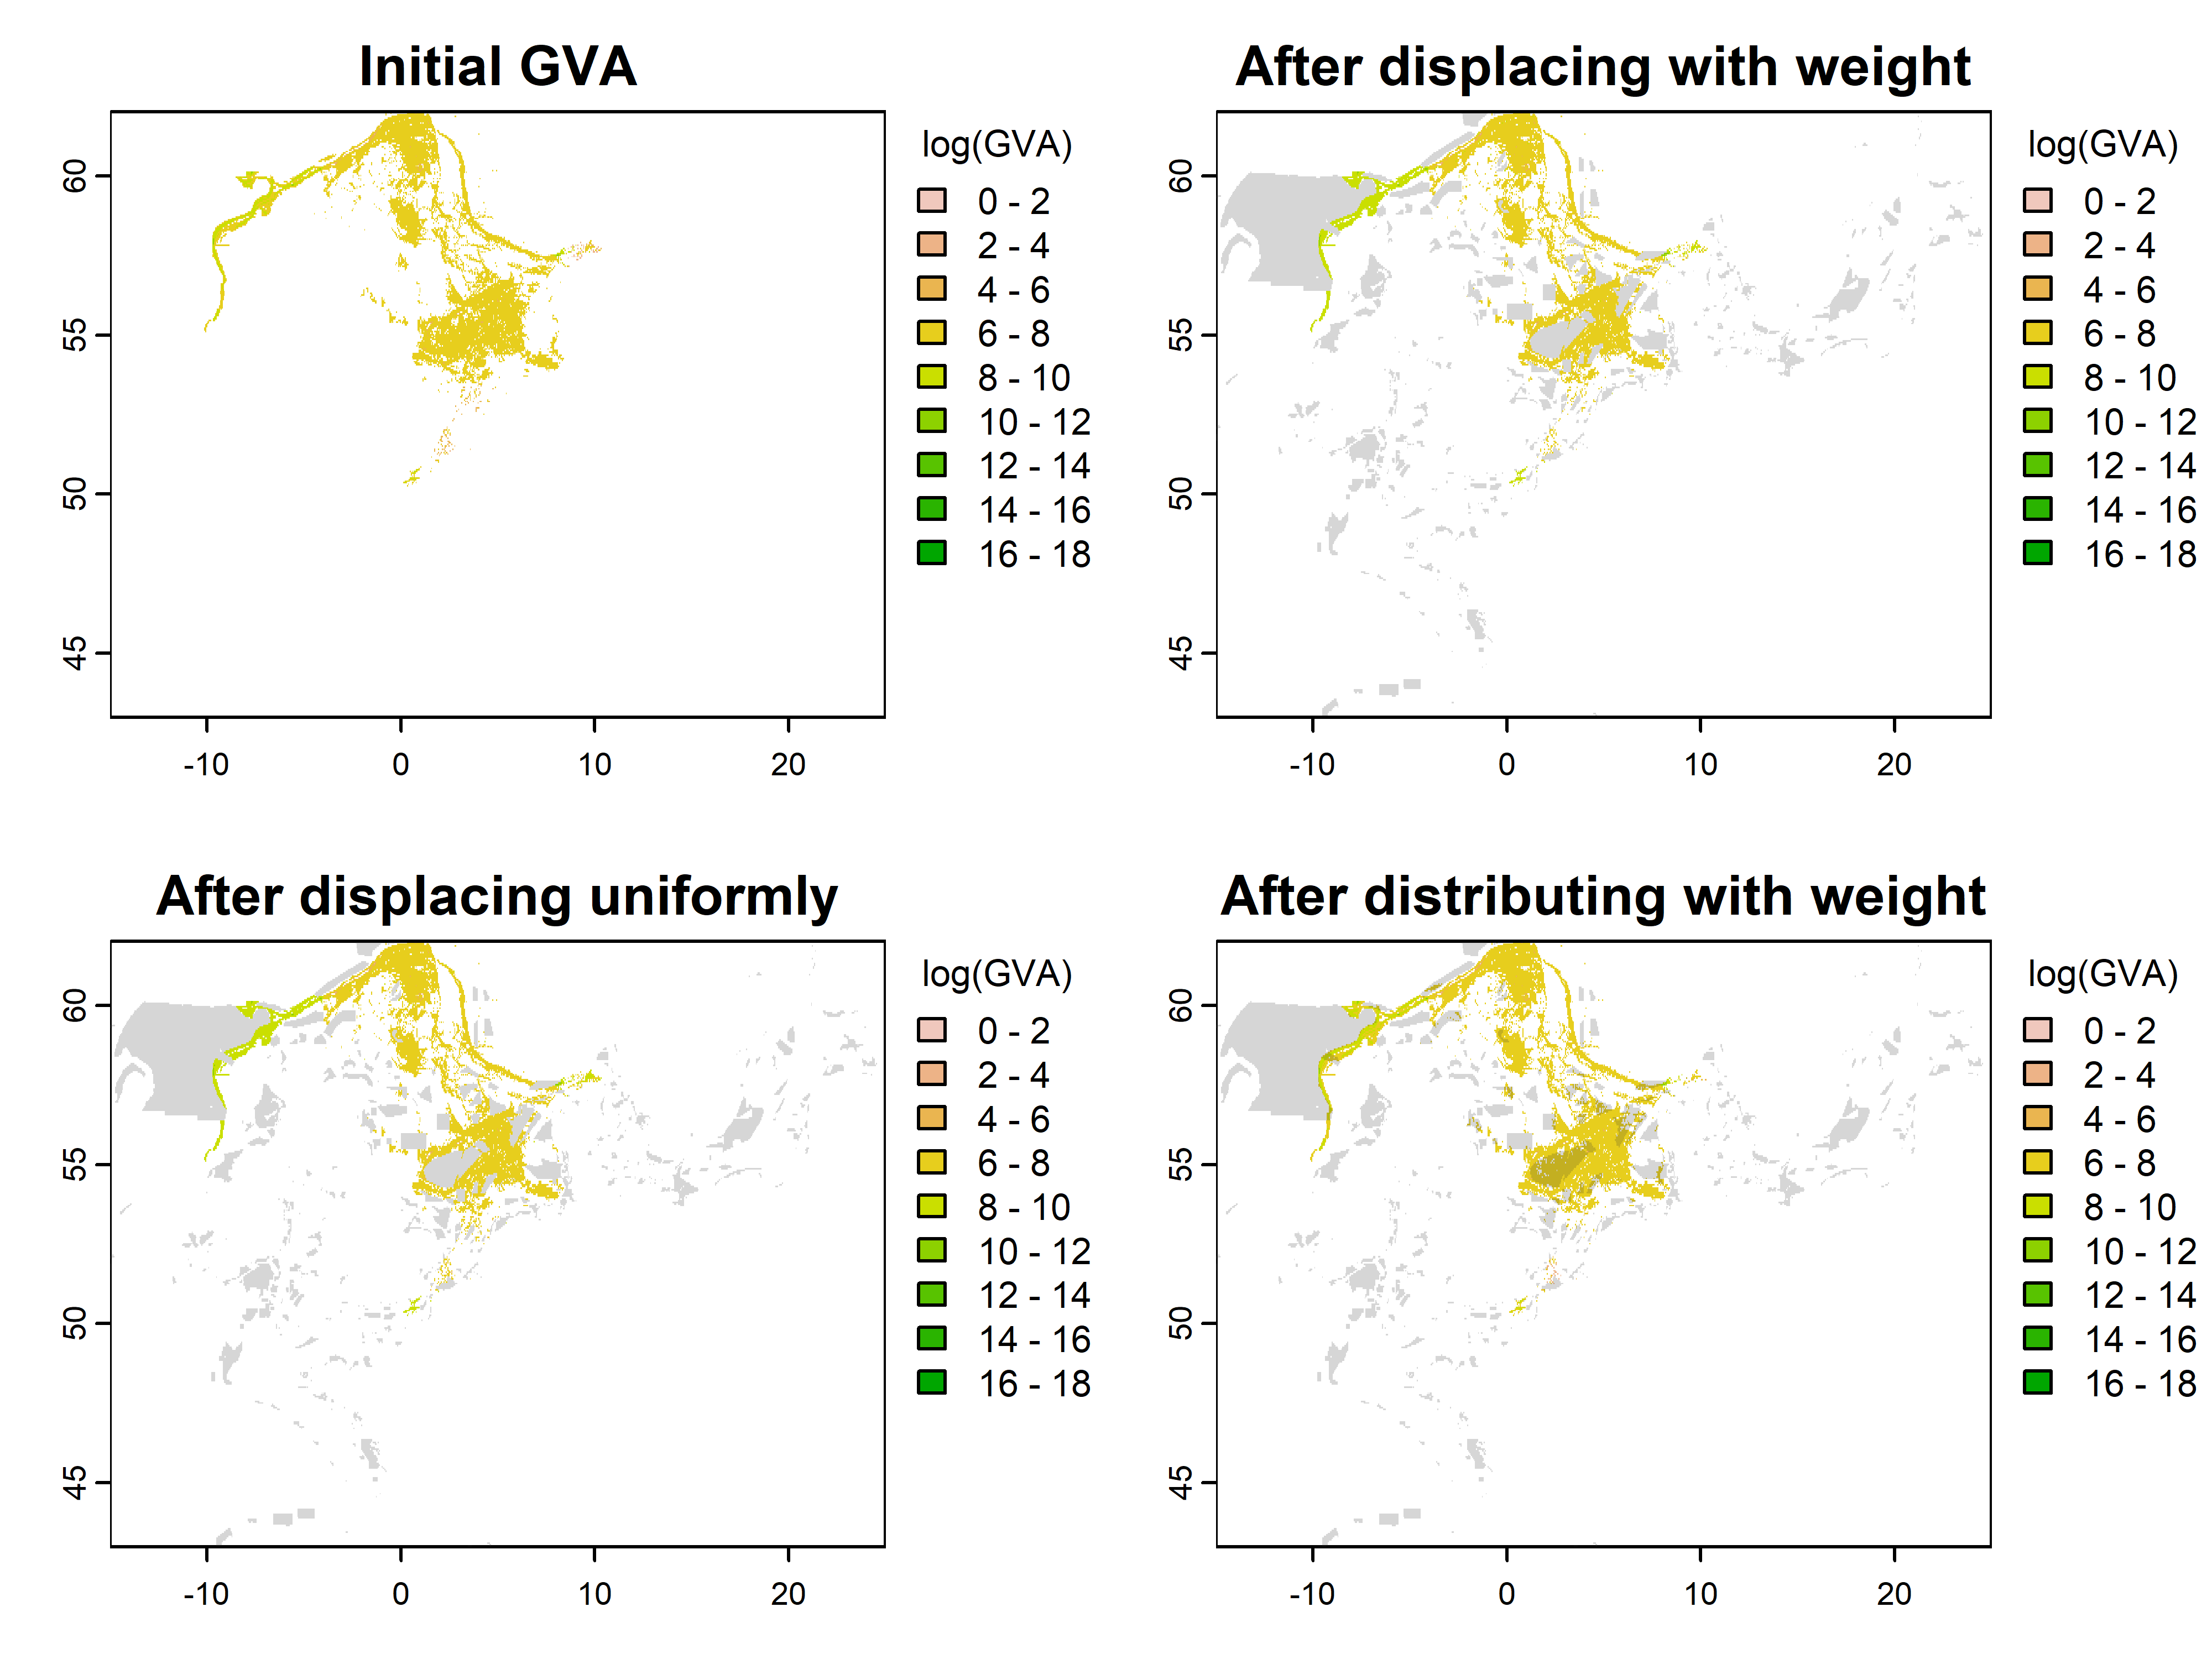 Initial GVA
60
55
50
45
-10
0
10
20
log(GVA)
0 - 2
2 - 4
4 - 6
6 - 8
8 - 10
10 - 12
12 - 14
14 - 16
16 - 18
After displacing with weight
60
55
50
45
-10
0
10
20
log(GVA)
0 - 2
2 - 4
4 - 6
6 - 8
8 - 10
10 - 12
12 - 14
14 - 16
16 - 18
After displacing uniformly
60
55
50
45
-10
0
10
20
log(GVA)
0 - 2
2 - 4
4 - 6
6 - 8
8 - 10
10 - 12
12 - 14
14 - 16
16 - 18
After distributing with weight
60
55
50
45
-10
0
10
20
log(GVA)
0 - 2
2 - 4
4 - 6
6 - 8
8 - 10
10 - 12
12 - 14
14 - 16
16 - 18